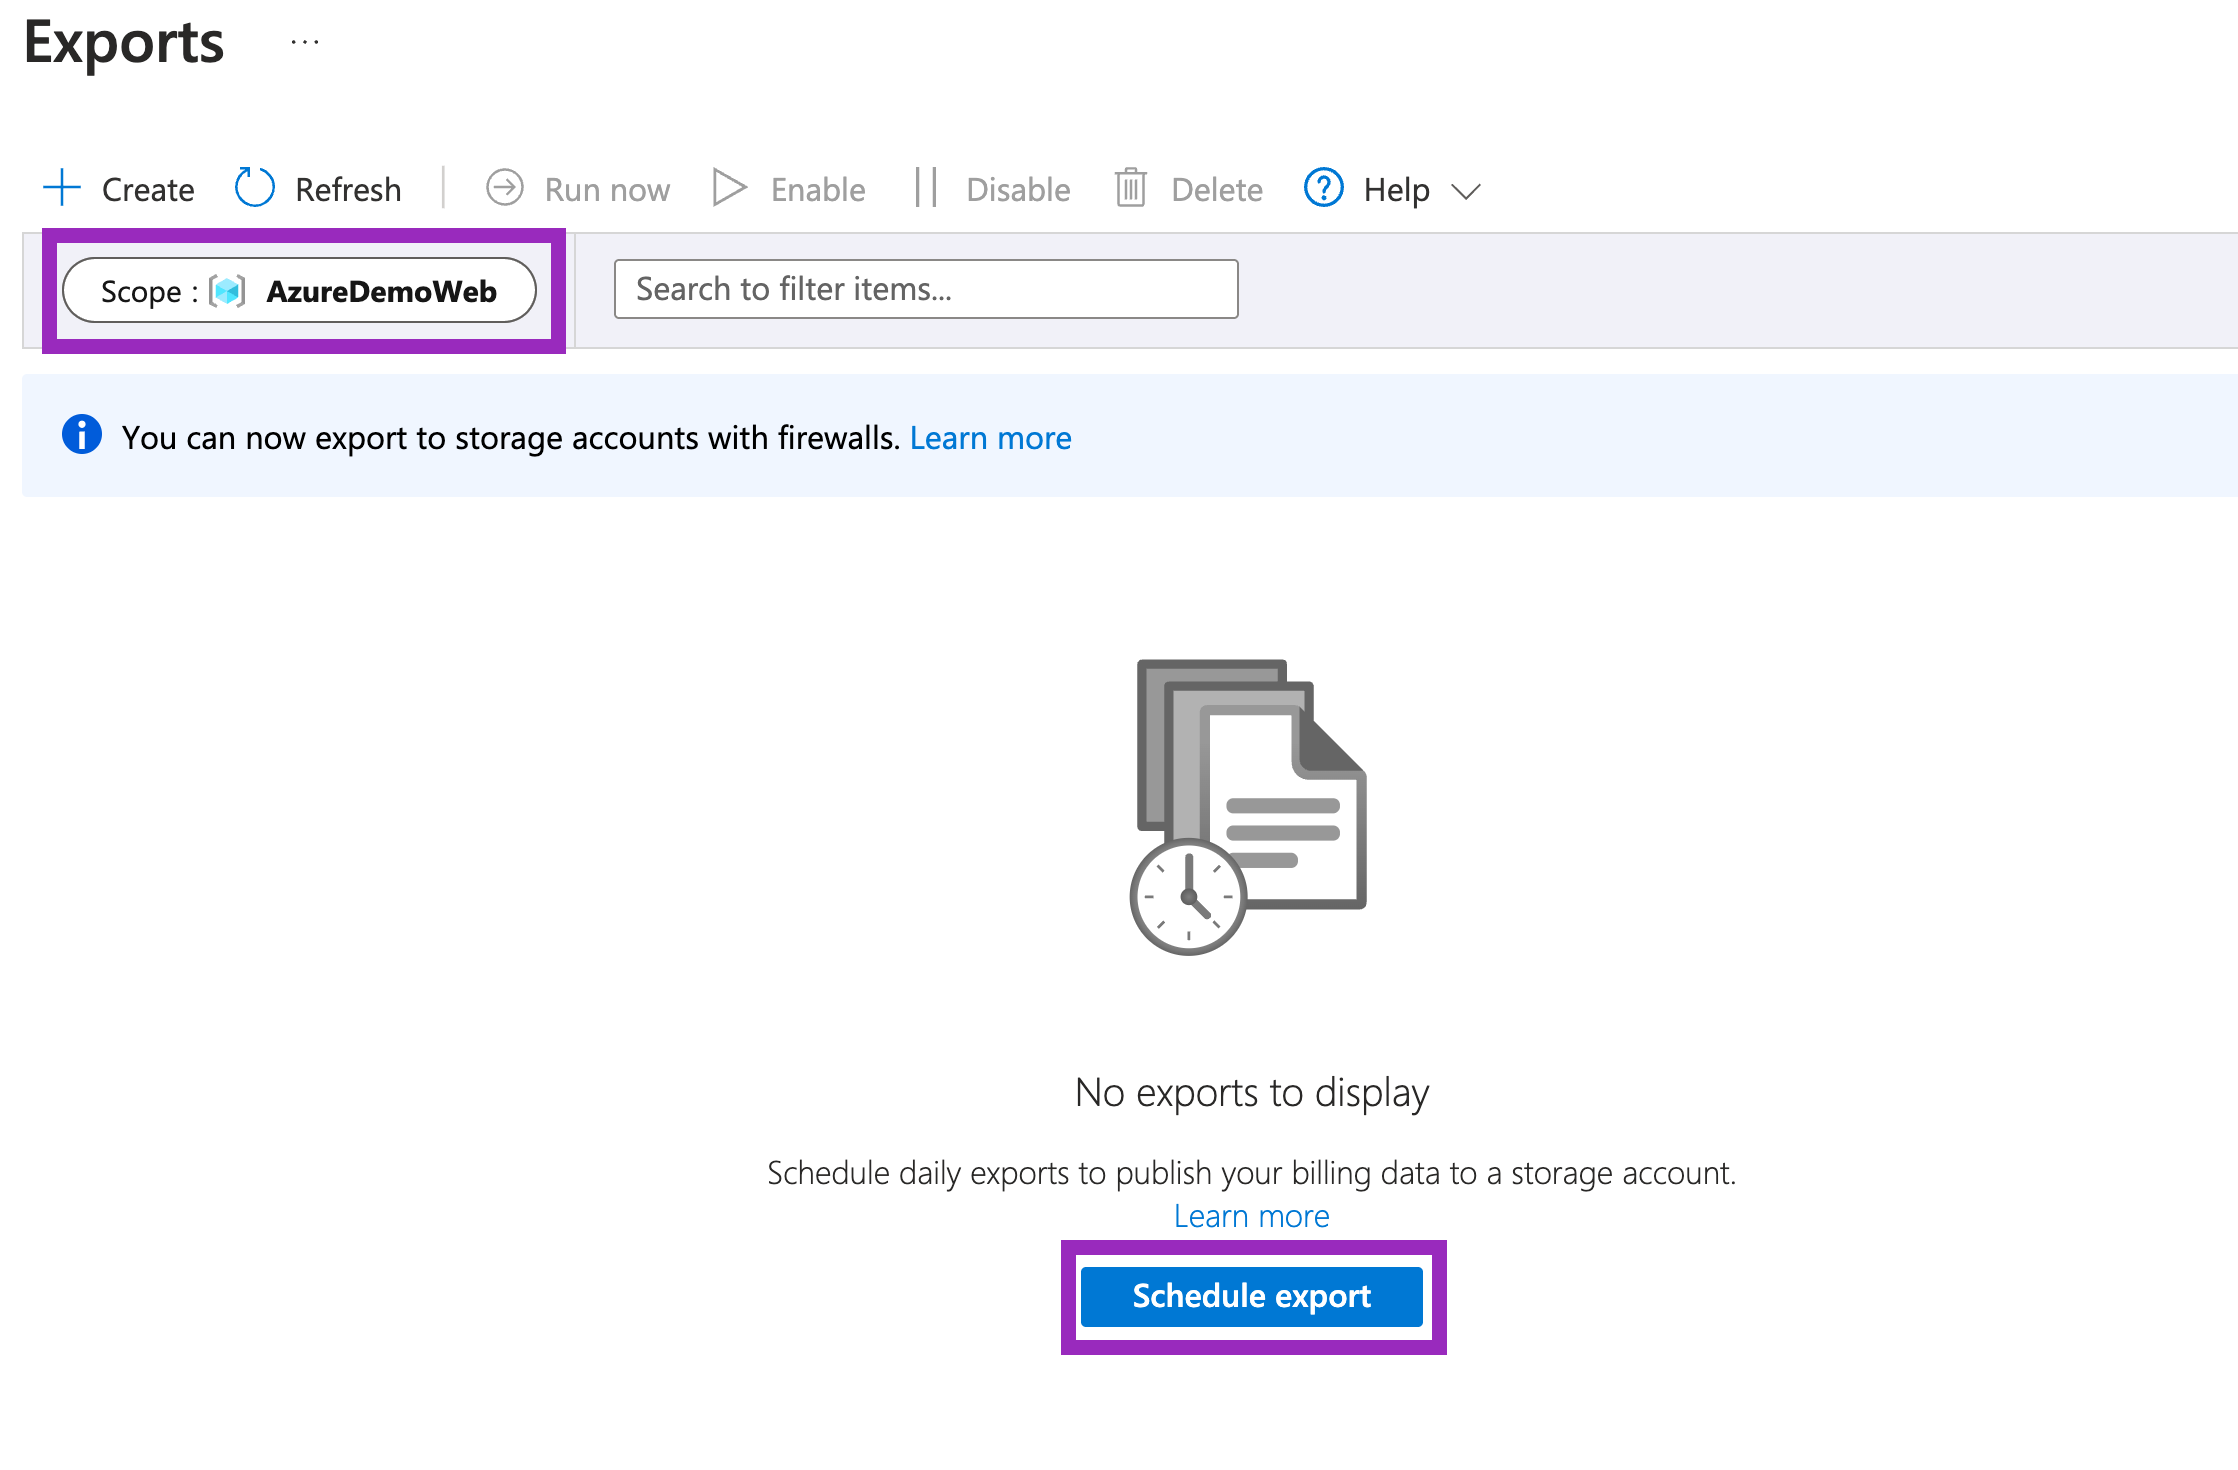 Exports ...
Create Refresh Run now Enable Disable Delete Help
Scope : AzureDemoWeb Search to filter items...
You can now export to storage accounts with firewalls. Learn more
No exports to display
Schedule daily exports to publish your billing data to a storage account.
Learn more
Schedule export